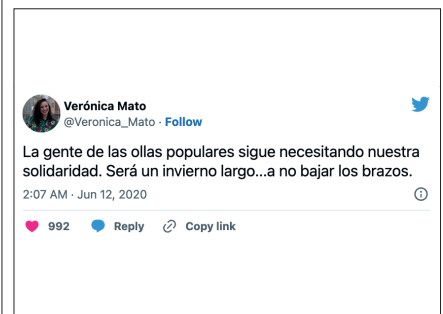 Verónica Mato
@Veronica_Mato · Follow
La gente de las ollas populares sigue necesitando nuestra
solidaridad. Será un invierno largo...a no bajar los brazos.
2:07 AM · Jun 12, 2020
992 Reply Copy link